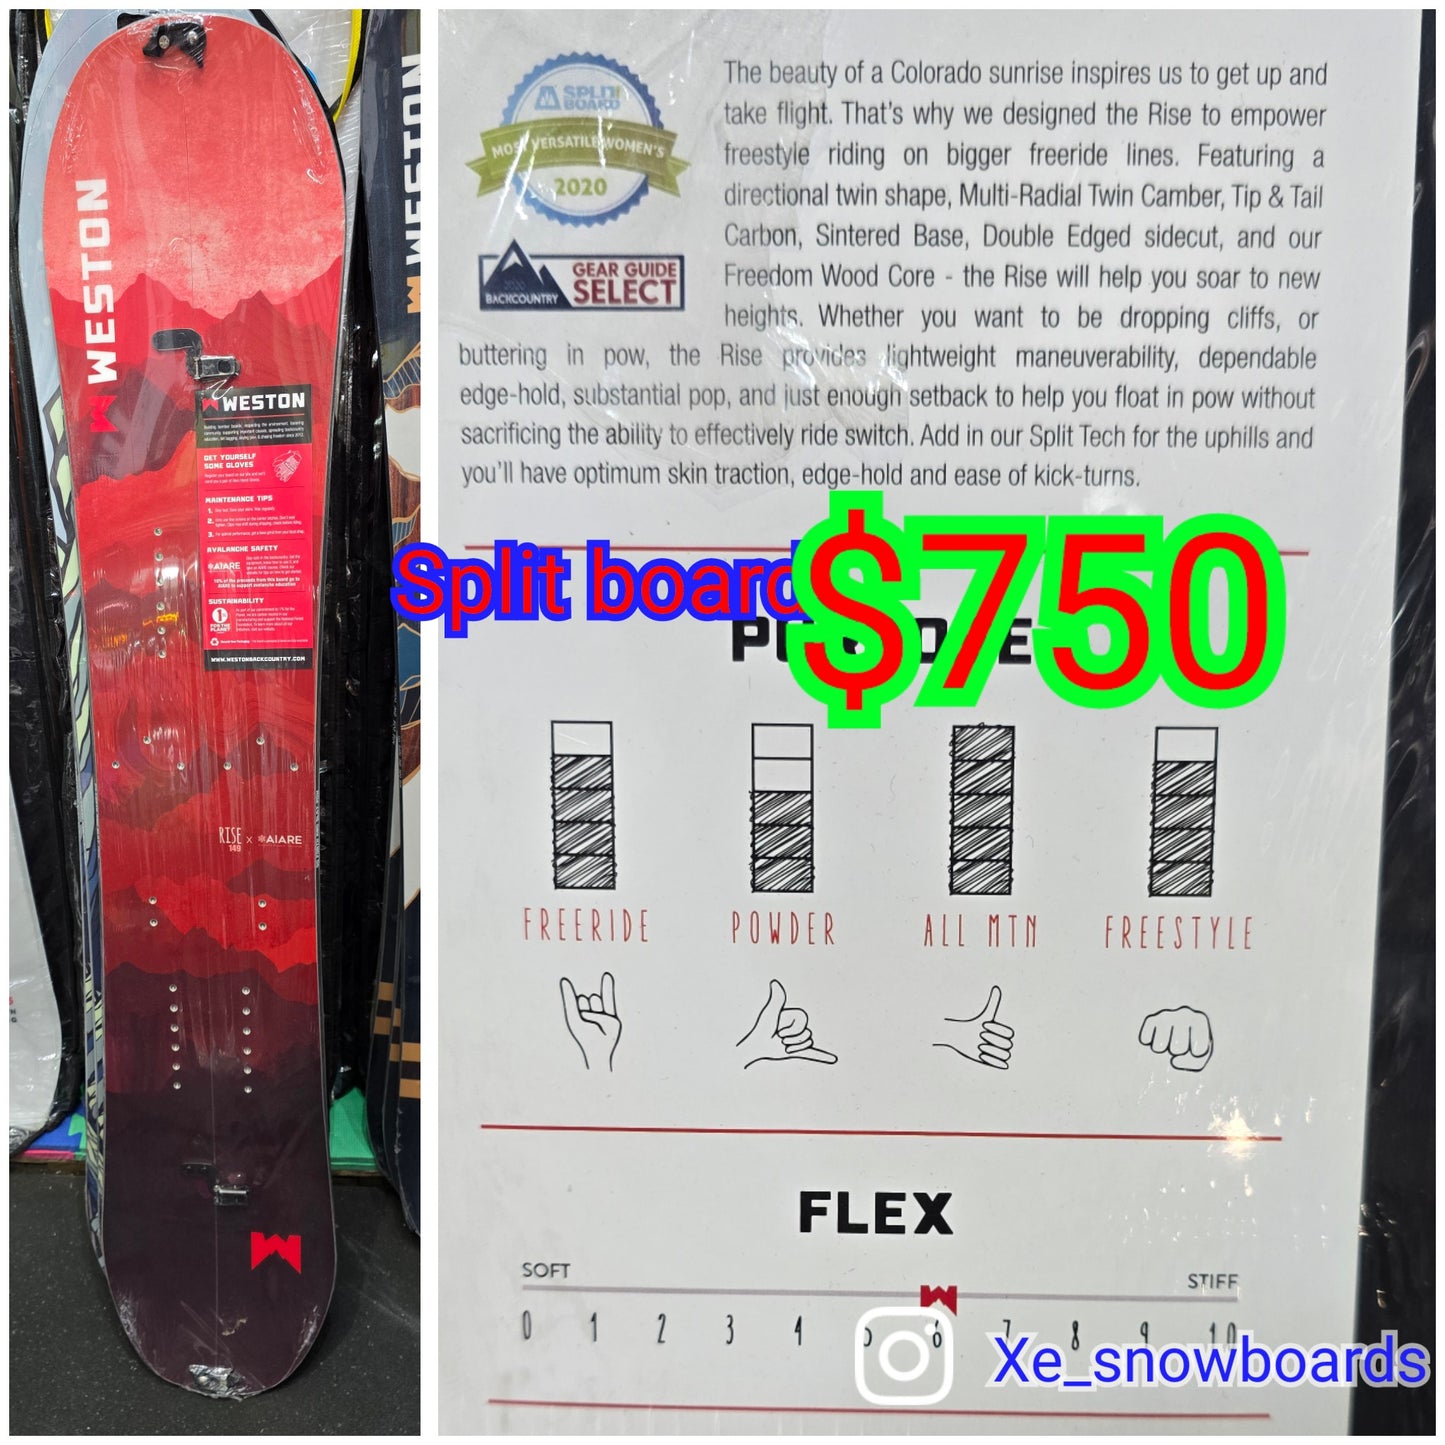 WESTON
WESTON
WESTON
GET YOURSELF
SOME GLOVES
MAINTENANCE TIPS
1.
2.
3.
AVALANCHE SAFETY
AIARE
SUSTAINABILITY
WWW.WESTONBACKCOUNTRY.COM
RISE x AIARE
149
SPLIT
BOARD
MOST VERSATILE WOMEN'S
2020
BACKCOUNTRY
GEAR GUIDE
SELECT
The beauty of a Colorado sunrise inspires us to get up and
take flight. That's why we designed the Rise to empower
freestyle riding on bigger freeride lines. Featuring a
directional twin shape, Multi-Radial Twin Camber, Tip & Tail
Carbon, Sintered Base, Double Edged sidecut, and our
Freedom Wood Core - the Rise will help you soar to new
heights. Whether you want to be dropping cliffs, or
buttering in pow, the Rise provides lightweight maneuverability, dependable
edge-hold, substantial pop, and just enough setback to help you float in pow without
sacrificing the ability to effectively ride switch. Add in our Split Tech for the uphills and
you'll have optimum skin traction, edge-hold and ease of kick-turns.
Split board $750
FREERIDE POWDER ALL MTN FREESTYLE
FLEX
SOFT STIFF
0 1 2 3 4 5 6 7 8 9 10
Xe_snowboards